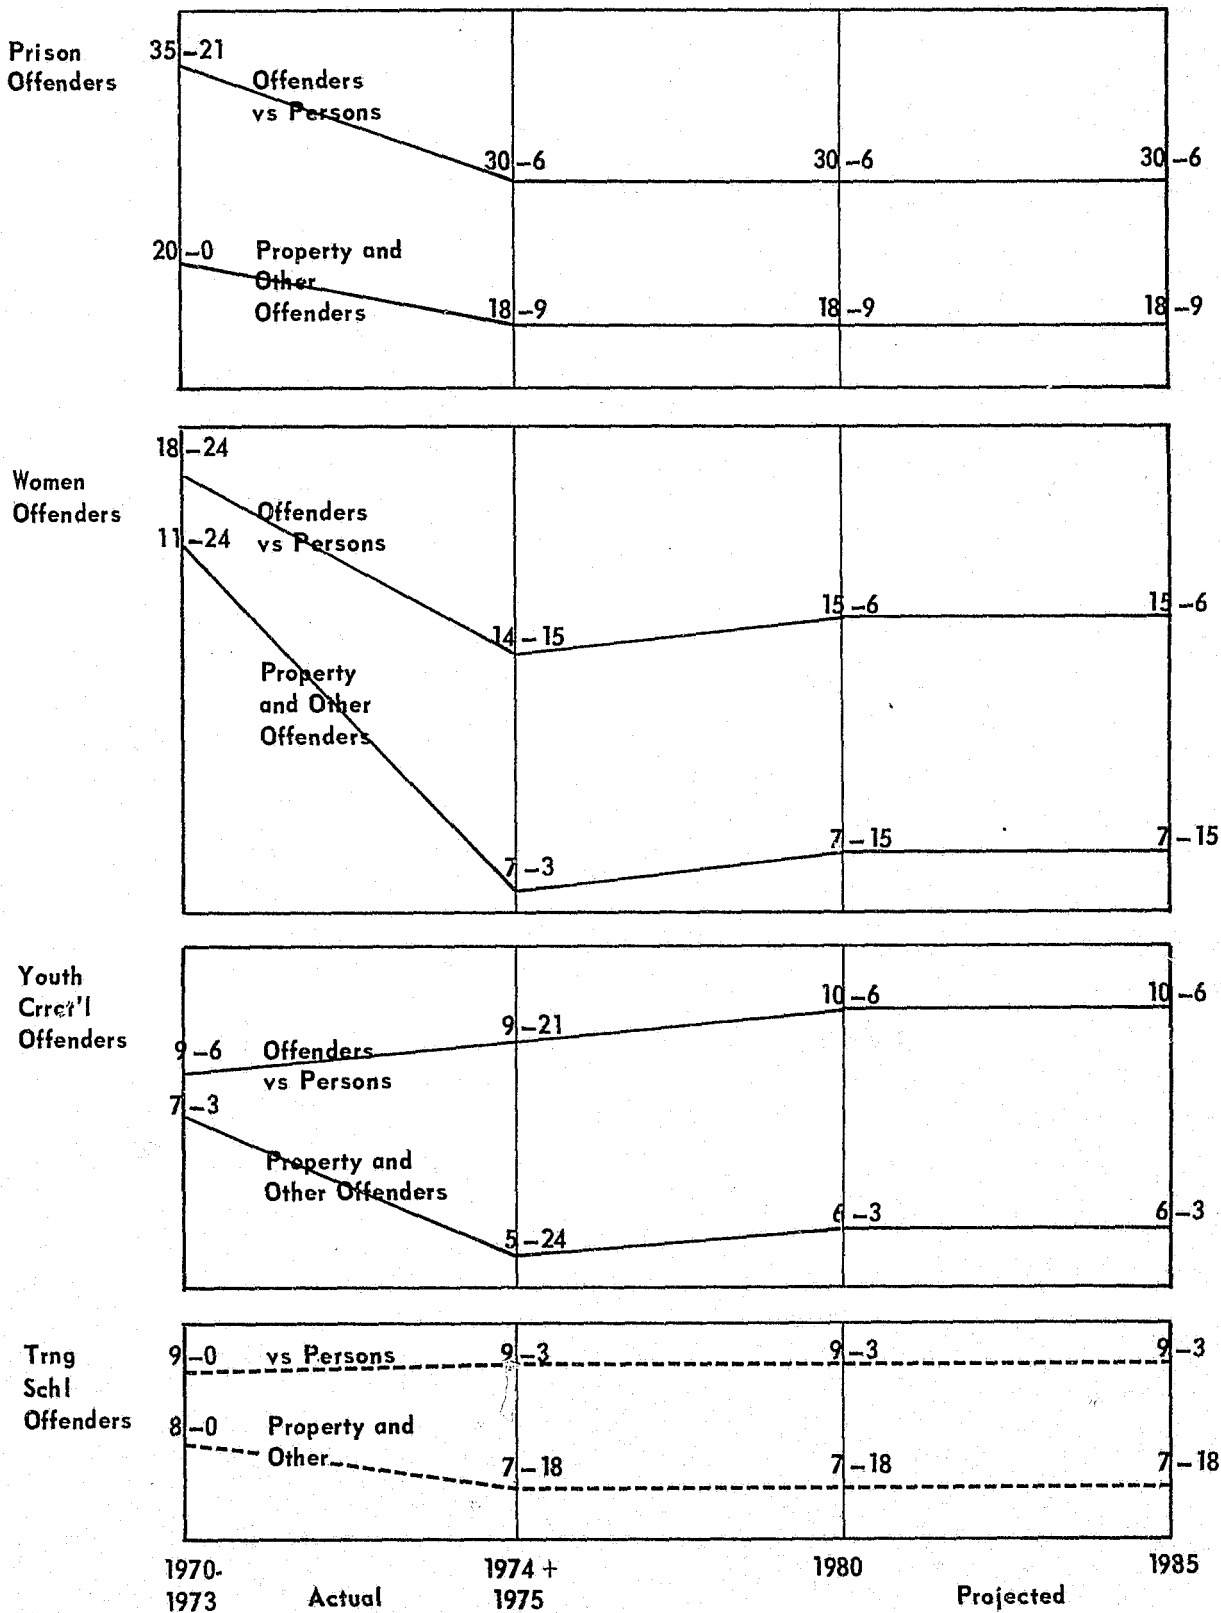 Prison
Offenders
35-21
Offenders
vs Persons
30-6
30-6
30-6
20-0
Property and
Other
Offenders
18-9
18-9
18-9
Women
Offenders
18-24
Offenders
vs Persons
11-24
14-15
15-6
15-6
Property
and Other
Offenders
7-3
7-15
7-15
Youth
Crrct'l
Offenders
9-6
Offenders
vs Persons
9-21
10-6
10-6
7-3
Property and
Other Offenders
5-24
6-3
6-3
Trng
Schl
Offenders
9-0
vs Persons
9-3
9-3
9-3
8-0
Property and
Other
7-18
7-18
7-18
1970-
1973
Actual
1974 +
1975
1980
Projected
1985